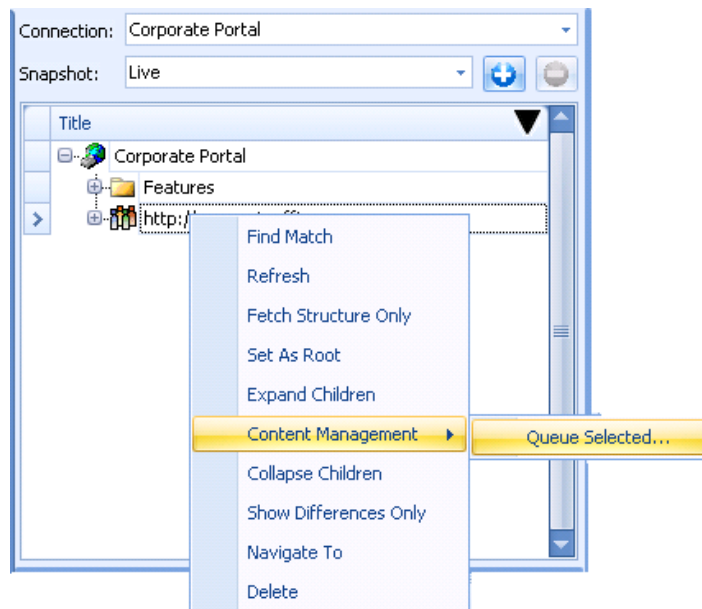 Connection: Corporate Portal
Snapshot: Live
Title
Corporate Portal
Features
http:/
Find Match
Refresh
Fetch Structure Only
Set As Root
Expand Children
Content Management
Queue Selected...
Collapse Children
Show Differences Only
Navigate To
Delete